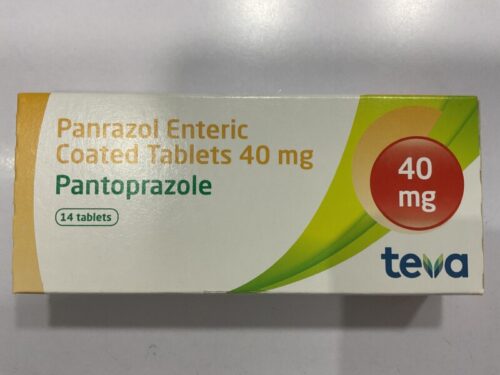 Panrazol Enteric
Coated Tablets 40 mg
Pantoprazole
14 tablets
40
mg
teva